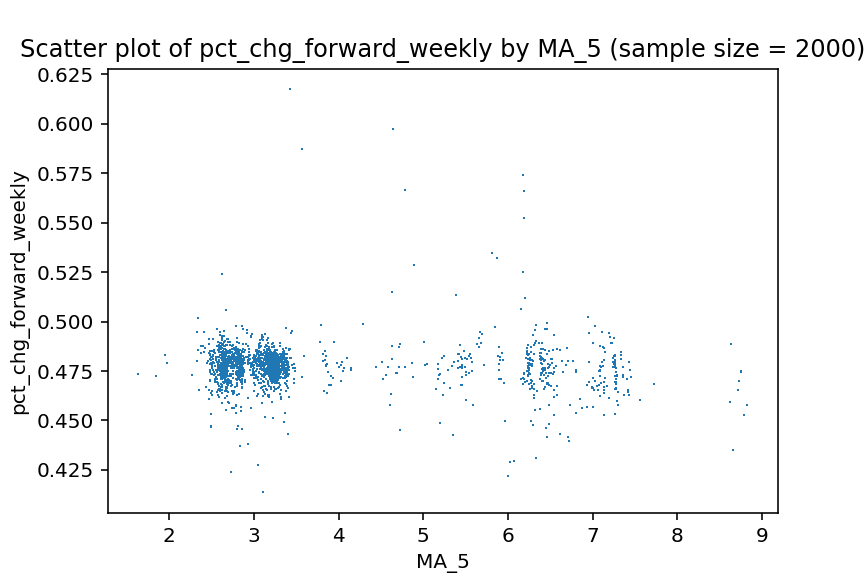 Scatter plot of pct_chg_forward_weekly by MA_5 (sample size = 2000)
pct_chg_forward_weekly
0.625
0.600
0.575
0.550
0.525
0.500
0.475
0.450
0.425
2 3 4 5 6 7 8 9
MA_5